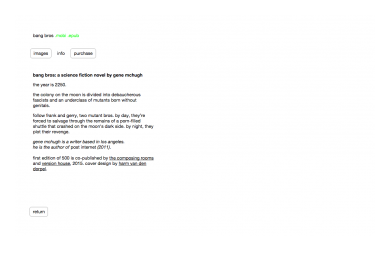 bang bros: mobi, epub.
images info purchase
bang bros: a science fiction novel by gene mchugh
the year is 2250.
the colony on the moon is divided into debaucherous
fascists and an underclass of mutants born without
genitals.
follow frank and gerry, two mutant bros. by day, they're
forced to salvage through the remains of a porn-filled
shuttle that crashed on the moon's dark side. by night, they
plot their revenge.
gene mchugh is a writer based in los angeles.
he is the author of post internet (2011).
first edition of 500 is co-published by the composing rooms
and version house, 2015. cover design by harm van den
dorpel.
return